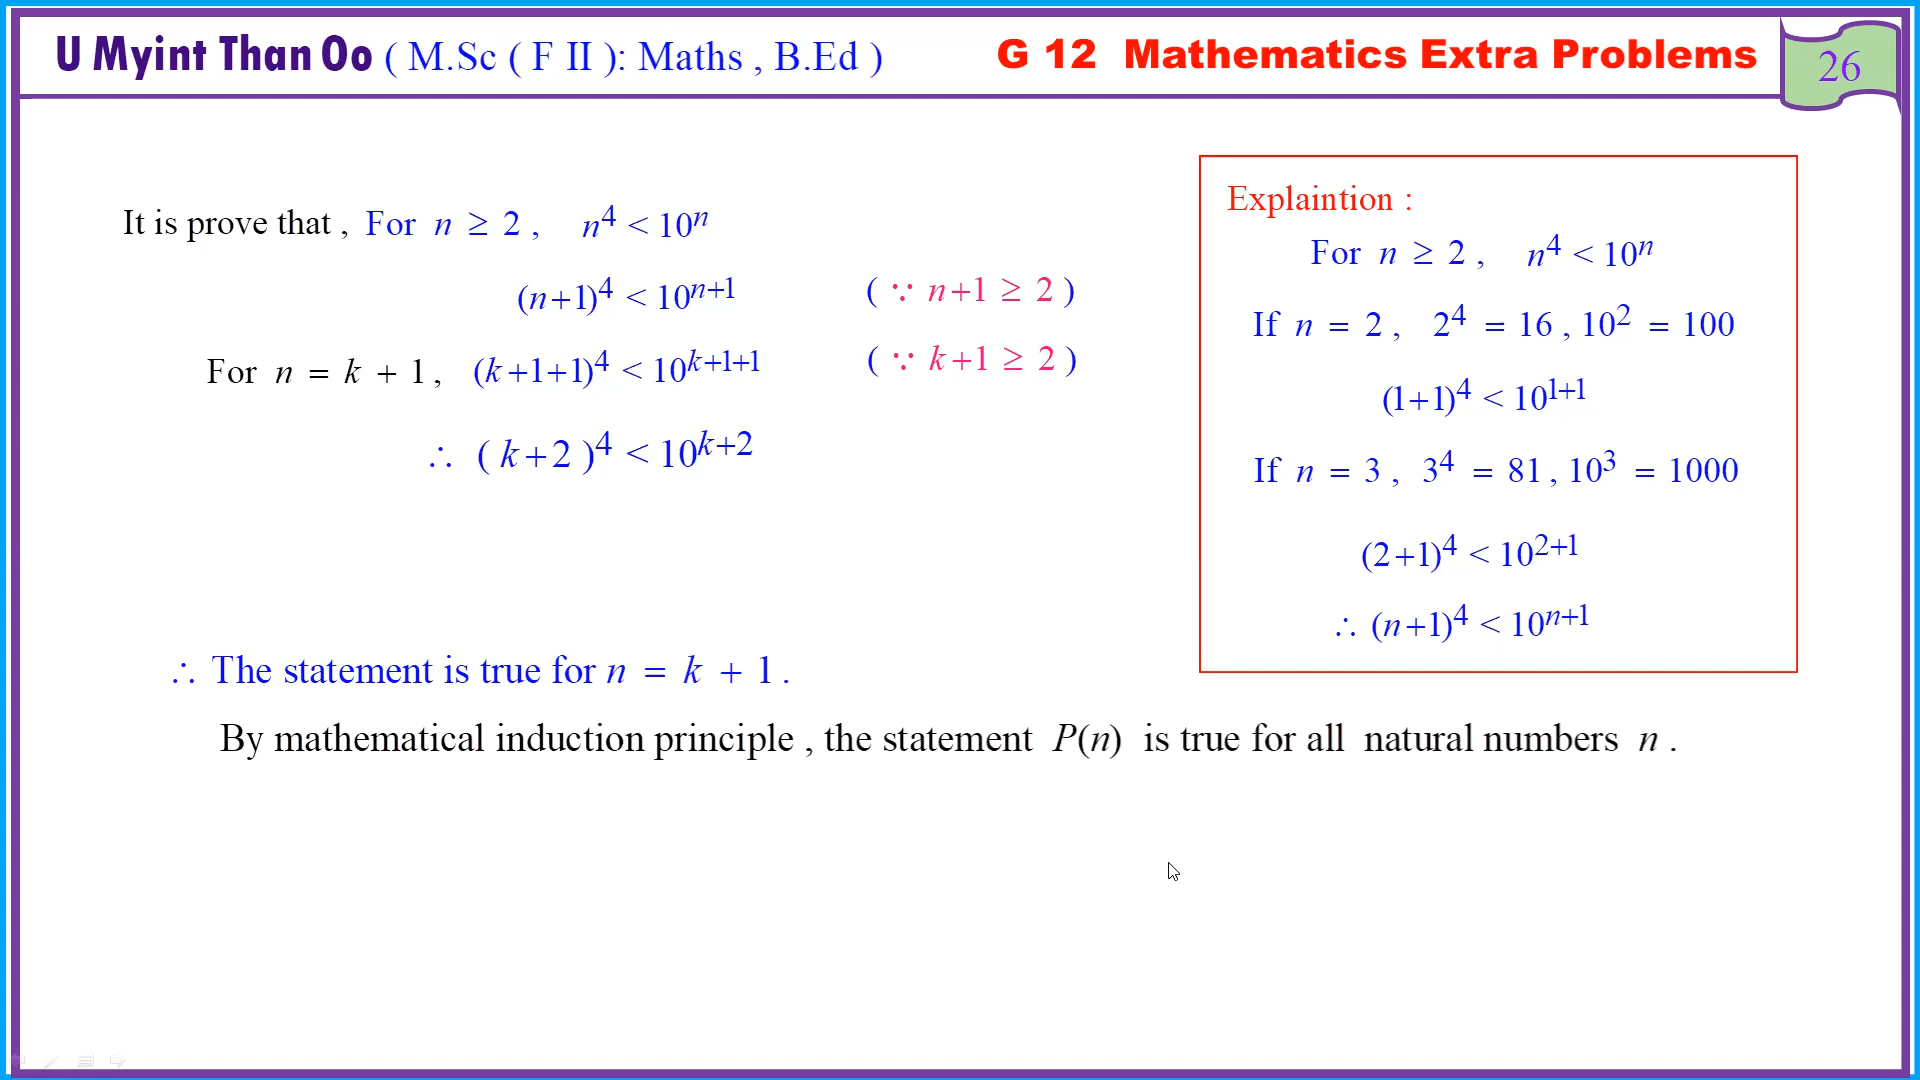 U Myint Than Oo ( M.Sc ( F II ): Maths , B.Ed )
G 12 Mathematics Extra Problems
26
It is prove that , For n ≥ 2 , n⁴ < 10ⁿ
(n+1)⁴ < 10ⁿ⁺¹ ( ∵ n+1 ≥ 2 )
For n = k + 1 , (k+1+1)⁴ < 10ᵏ⁺¹⁺¹ ( ∵ k+1 ≥ 2 )
∴ ( k+2 )⁴ < 10ᵏ⁺²
∴ The statement is true for n = k + 1 .
By mathematical induction principle , the statement P(n) is true for all natural numbers n .
Explaintion :
For n ≥ 2 , n⁴ < 10ⁿ
If n = 2 , 2⁴ = 16 , 10² = 100
(1+1)⁴ < 10¹⁺¹
If n = 3 , 3⁴ = 81 , 10³ = 1000
(2+1)⁴ < 10²⁺¹
∴ (n+1)⁴ < 10ⁿ⁺¹